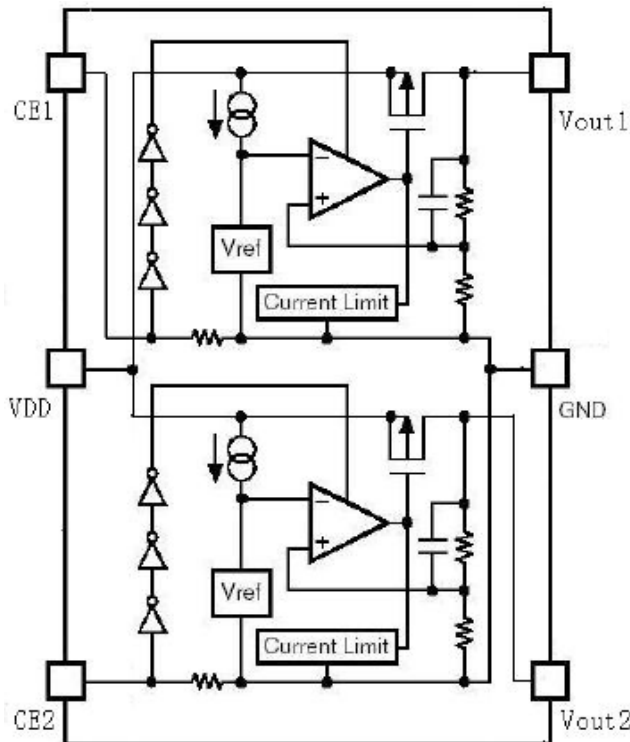 CE1
Vout1
−
+
Vref
Current Limit
VDD
GND
−
+
Vref
Current Limit
CE2
Vout2